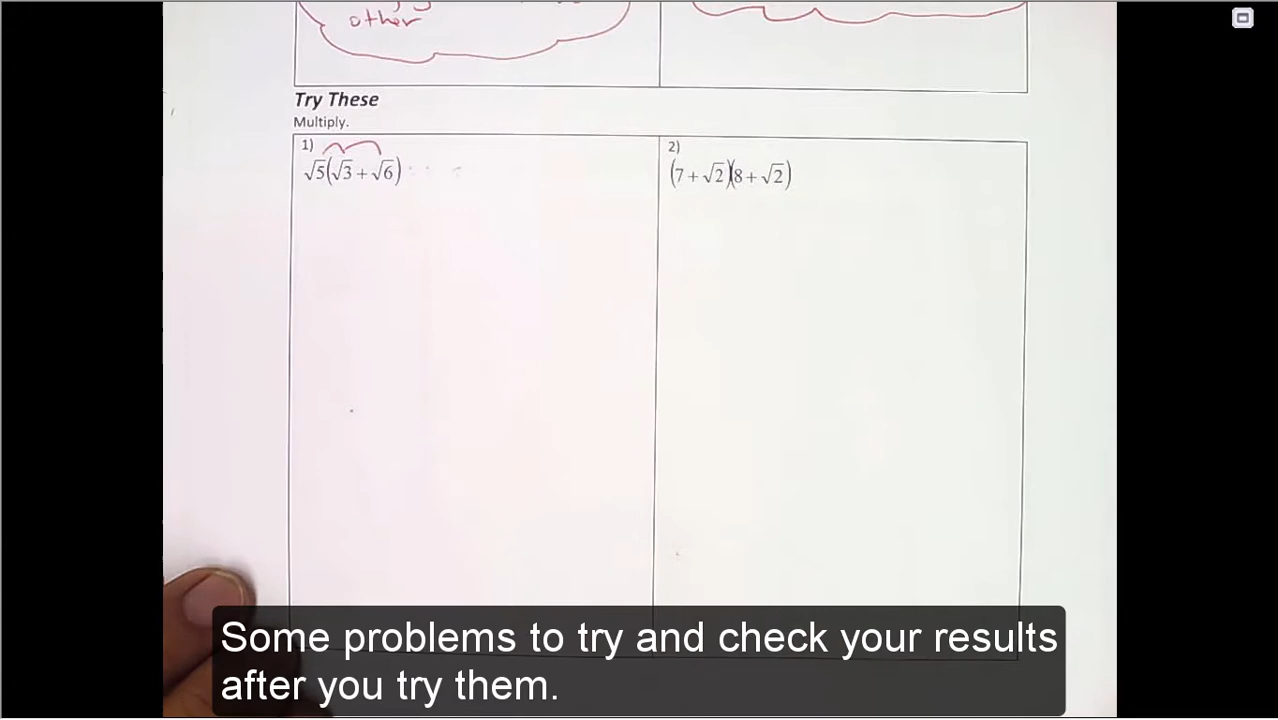 other
Try These
Multiply.
1)
√5(√3 + √6)
2)
(7 + √2)(8 + √2)
Some problems to try and check your results
after you try them.